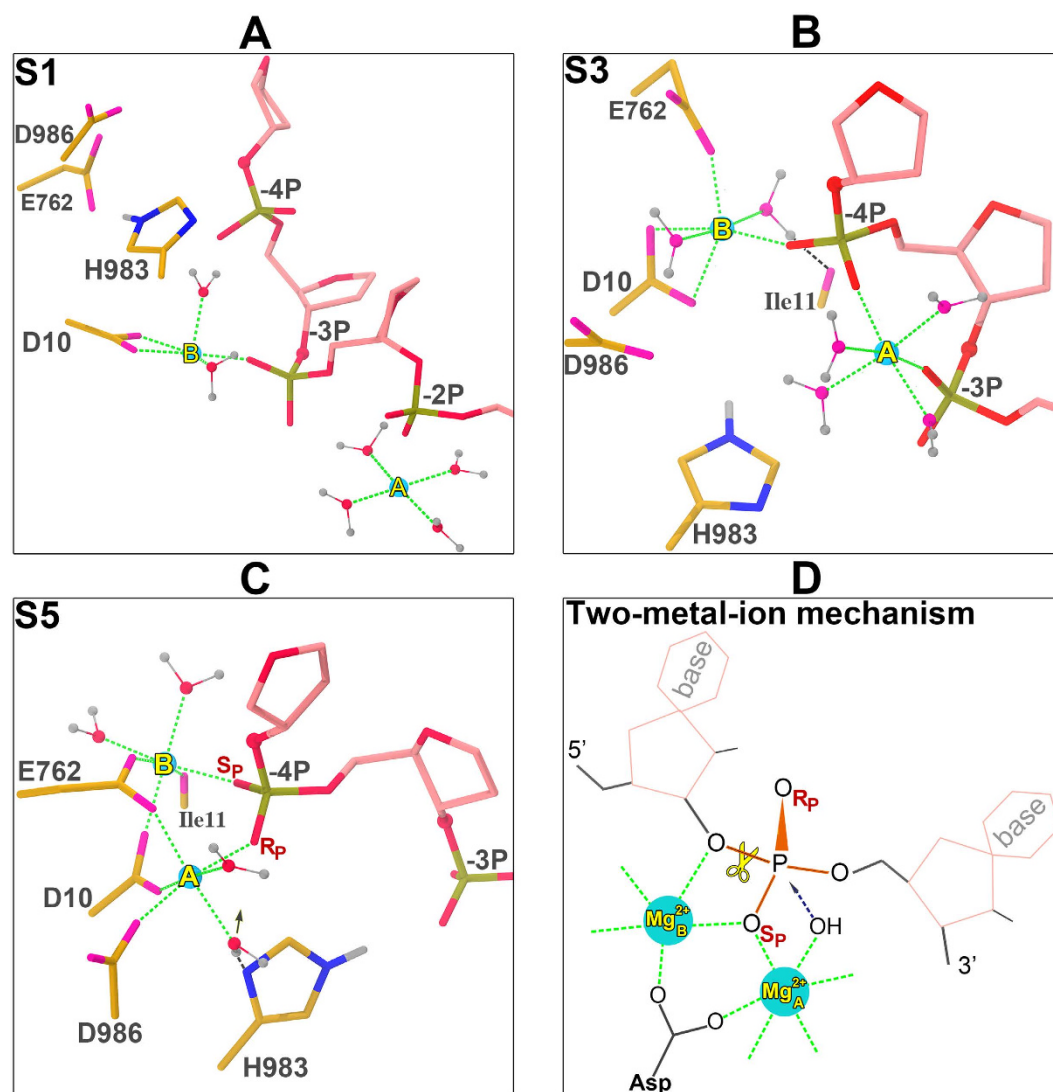 A
S1
D986
E762
-4P
H983
D10
B
-3P
-2P
A
B
S3
E762
B
-4P
D10
Ile11
D986
A
-3P
H983
C
S5
B
E762
SP
-4P
Ile11
RP
-3P
D10
A
D986
H983
D
Two-metal-ion mechanism
base
5’
O
RP
base
O
P
O
Mg2+B
O
SP
OH
3’
Mg2+A
O
O
Asp